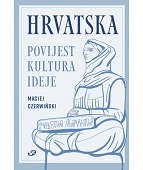 HRVATSKA
POVIJEST
KULTURA
IDEJE
MACIEJ
CZERWIŃSKI